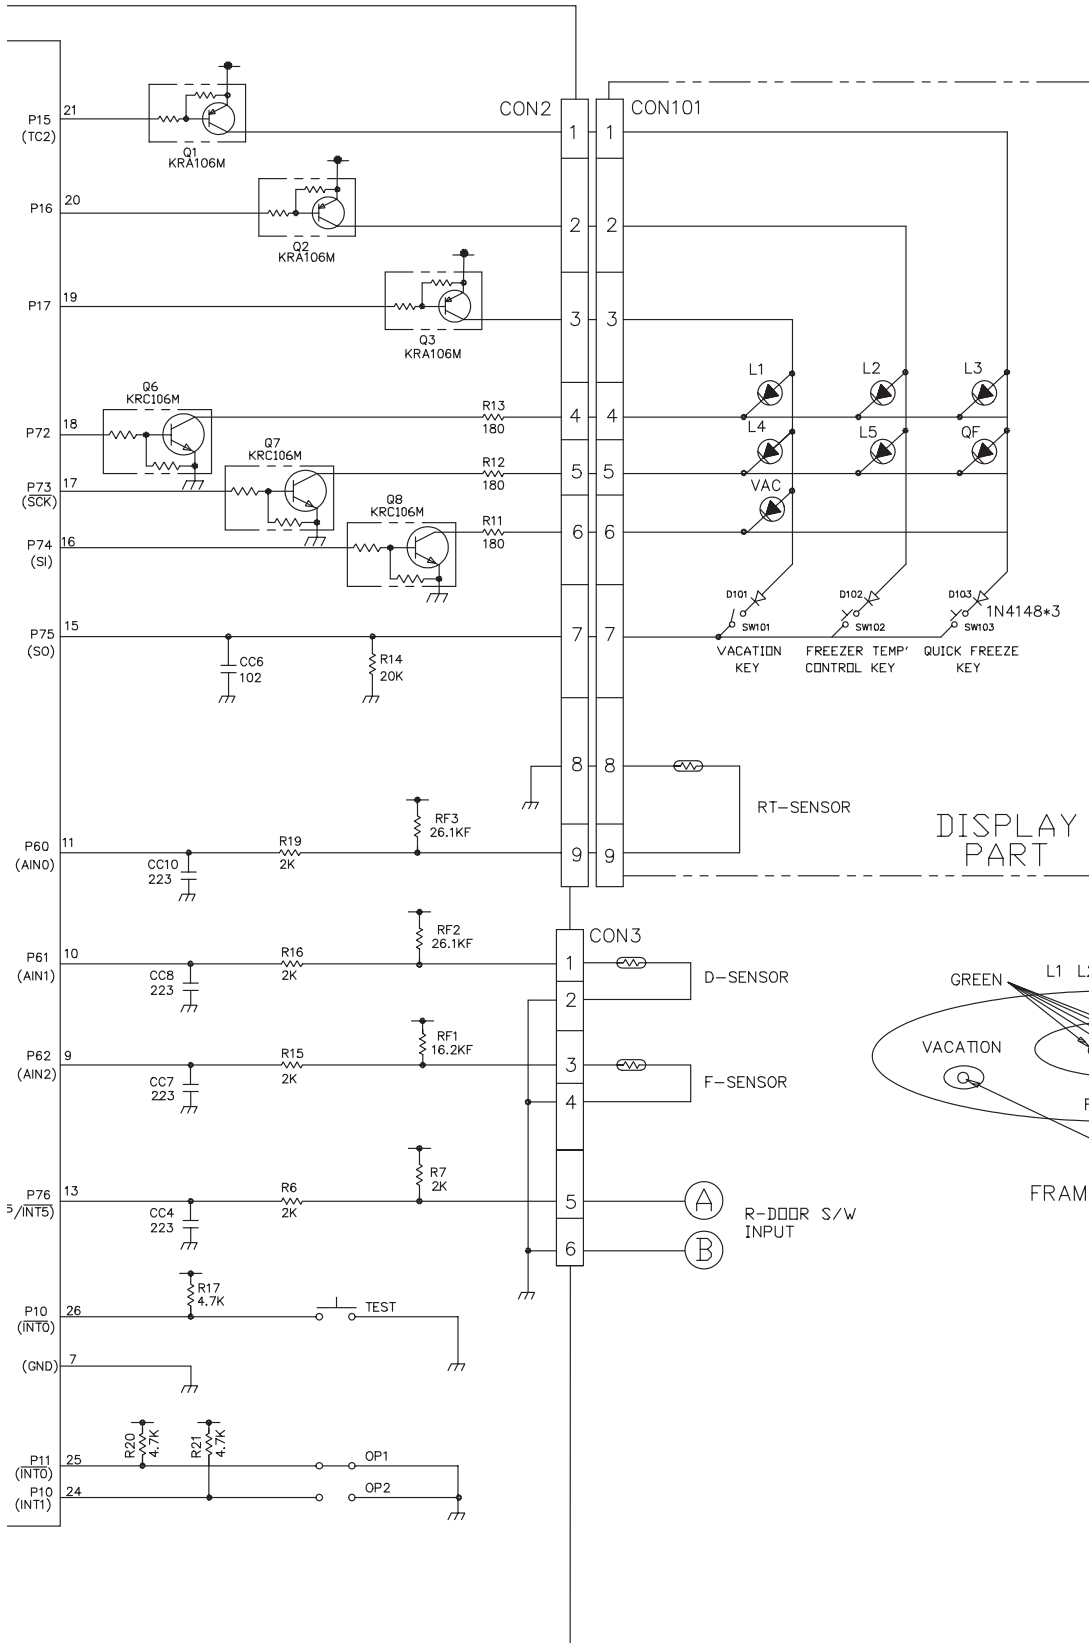 P15
(TC2)
21
Q1
KRA106M
CON2
CON101
1
1
P16
20
Q2
KRA106M
2
2
P17
19
Q3
KRA106M
3
3
L1
L2
L3
Q6
KRC106M
P72
18
R13
180
4
4
L4
L5
QF
Q7
KRC106M
P73
(SCK)
17
R12
180
5
5
VAC
Q8
KRC106M
P74
(SI)
16
R11
180
6
6
D101
D102
D103
1N4148*3
SW101
SW102
SW103
P75
(SO)
15
7
7
VACATION
KEY
FREEZER TEMP'
CONTROL KEY
QUICK FREEZE
KEY
CC6
102
R14
20K
8
8
RT-SENSOR
RF3
26.1KF
P60
(AIN0)
11
R19
2K
CC10
223
9
9
DISPLAY
PART
CON3
RF2
26.1KF
P61
(AIN1)
10
R16
2K
CC8
223
1
2
D-SENSOR
GREEN
L1
VACATION
RF1
16.2KF
P62
(AIN2)
9
R15
2K
CC7
223
3
4
F-SENSOR
R7
2K
P76
/INT5)
13
R6
2K
CC4
223
5
A
R-DOOR S/W
INPUT
6
B
FRAM
R17
4.7K
P10
(INT0)
26
TEST
(GND)
7
R20
4.7K
R21
4.7K
P11
(INT0)
25
OP1
P10
(INT1)
24
OP2